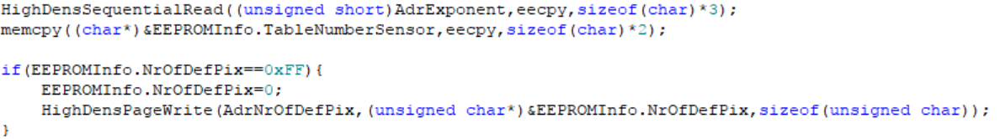 HighDensSequentialRead((unsigned short)AdrExponent,eecpy,sizeof(char)*3);
memcpy((char*)&EEPROMInfo.TableNumberSensor,eecpy,sizeof(char)*2);

if(EEPROMInfo.NrOfDefPix==0xFF){
    EEPROMInfo.NrOfDefPix=0;
    HighDensPageWrite(AdrNrOfDefPix,(unsigned char*)&EEPROMInfo.NrOfDefPix,sizeof(unsigned char));
}